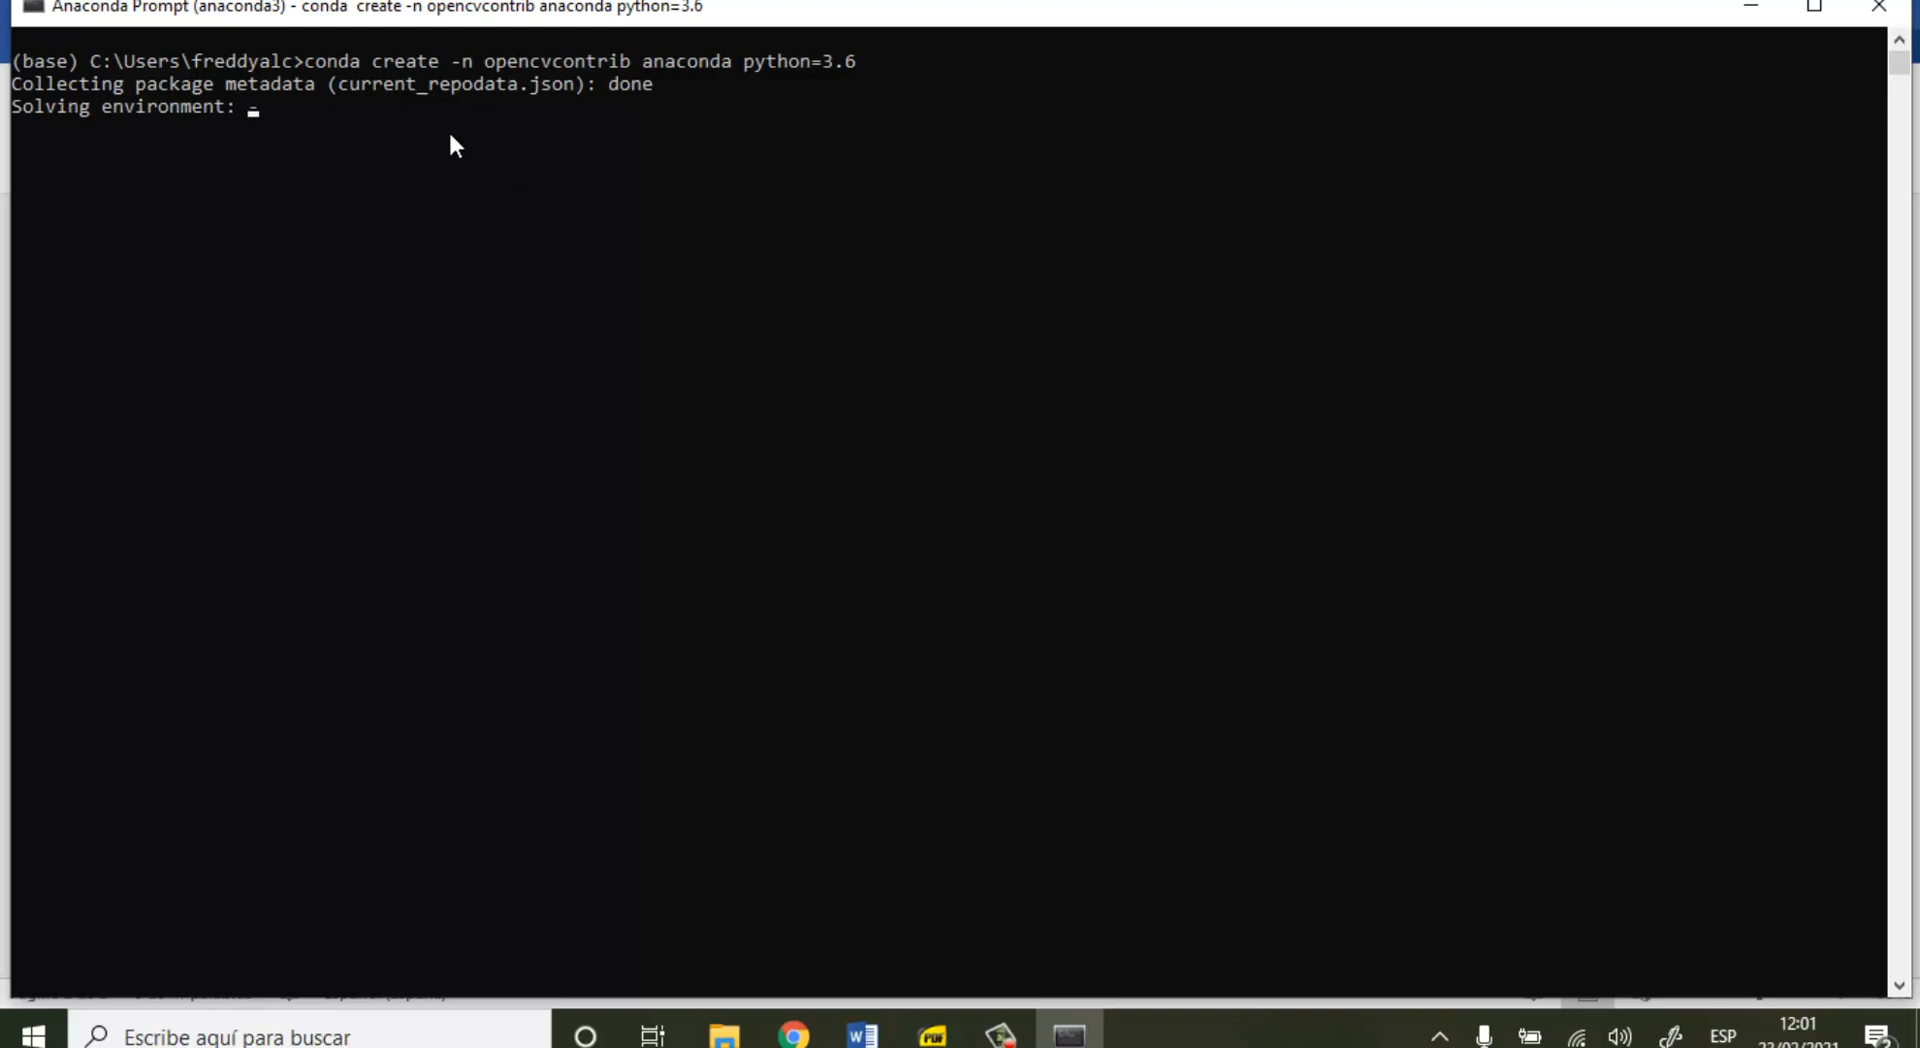 Anaconda Prompt (anaconda3) - conda  create -n opencvcontrib anaconda python=3.6
(base) C:\Users\freddyalc>conda create -n opencvcontrib anaconda python=3.6
Collecting package metadata (current_repodata.json): done
Solving environment: -
Escribe aquí para buscar
PDF
ESP
12:01